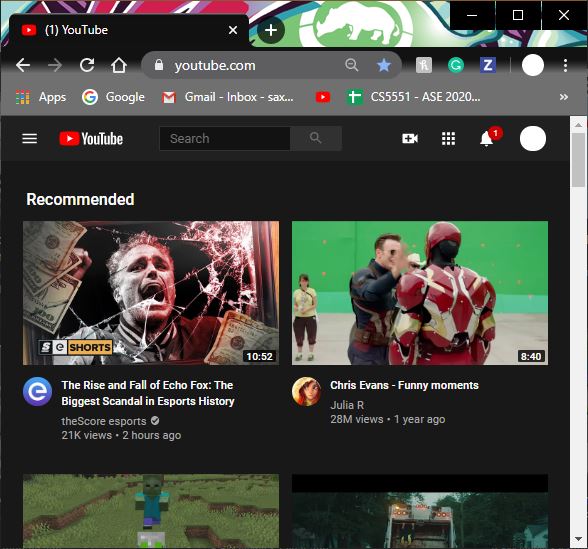 (1) YouTube
youtube.com
Apps
Google
Gmail - Inbox - sax...
CS5551 - ASE 2020...
YouTube
Search
1
Recommended
S e SHORTS
10:52
8:40
The Rise and Fall of Echo Fox: The
Biggest Scandal in Esports History
theScore esports
21K views • 2 hours ago
Chris Evans - Funny moments
Julia R
28M views • 1 year ago